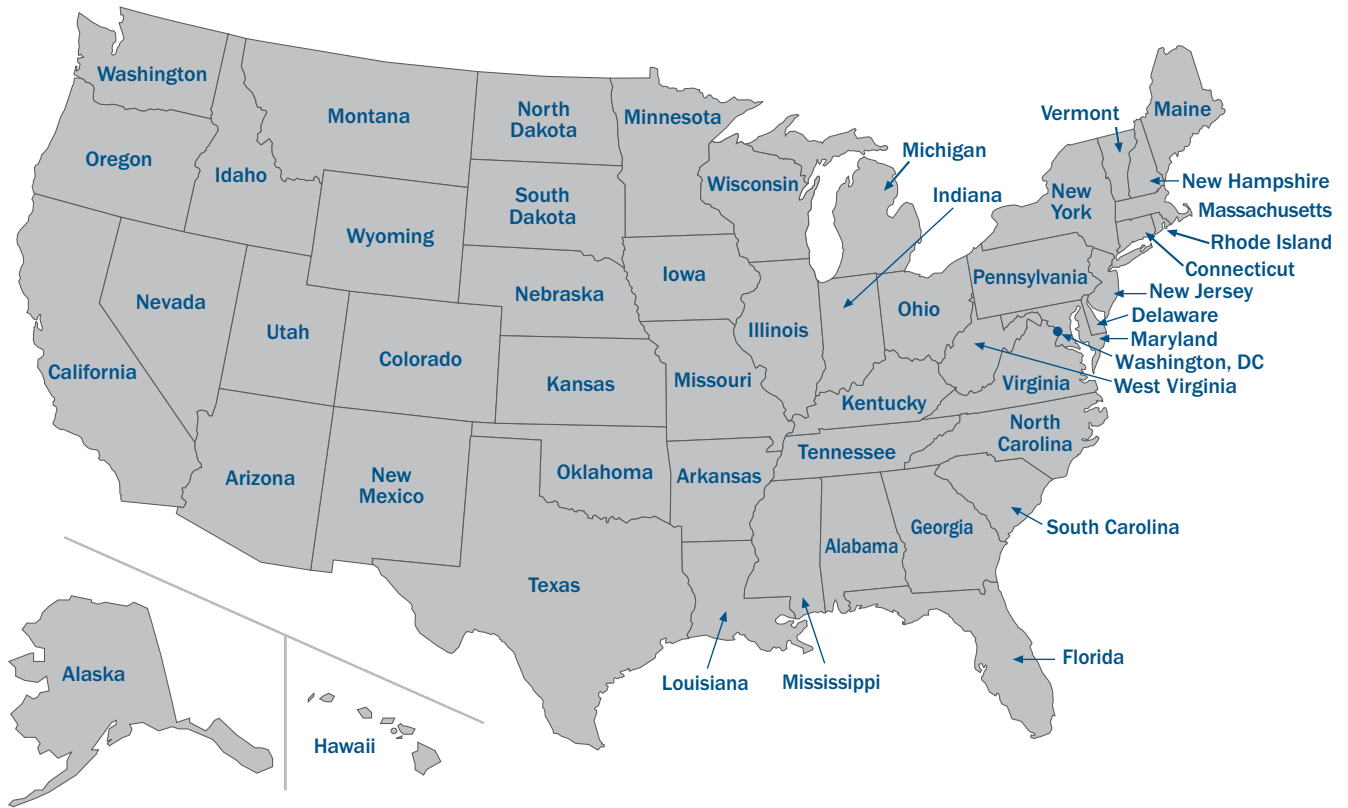 Washington
Montana
North
Dakota
Minnesota
Vermont
Maine
Oregon
Idaho
Michigan
Wisconsin
New Hampshire
South
Dakota
Indiana
New
York
Massachusetts
Wyoming
Rhode Island
Connecticut
Iowa
Pennsylvania
Nebraska
New Jersey
Nevada
Ohio
Delaware
Utah
Illinois
Maryland
Colorado
Washington, DC
California
Kansas
Missouri
Virginia
West Virginia
Kentucky
North
Carolina
Tennessee
Arizona
New
Mexico
Oklahoma
Arkansas
South Carolina
Georgia
Alabama
Texas
Florida
Alaska
Louisiana
Mississippi
Hawaii